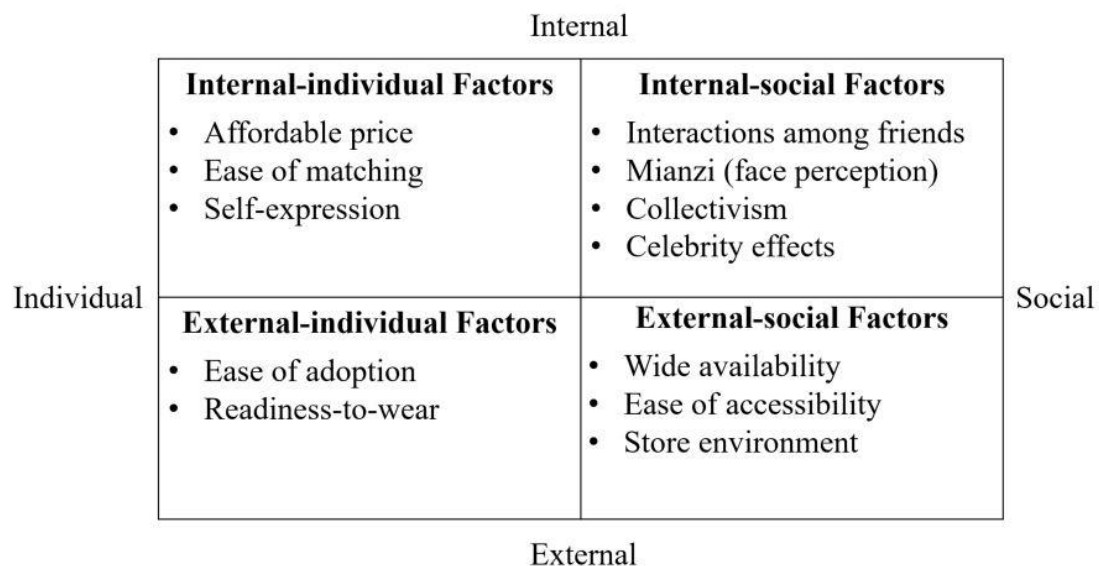 Internal
Internal-individual Factors
• Affordable price
• Ease of matching
• Self-expression
Internal-social Factors
• Interactions among friends
• Mianzi (face perception)
• Collectivism
• Celebrity effects
Individual
Social
External-individual Factors
• Ease of adoption
• Readiness-to-wear
External-social Factors
• Wide availability
• Ease of accessibility
• Store environment
External